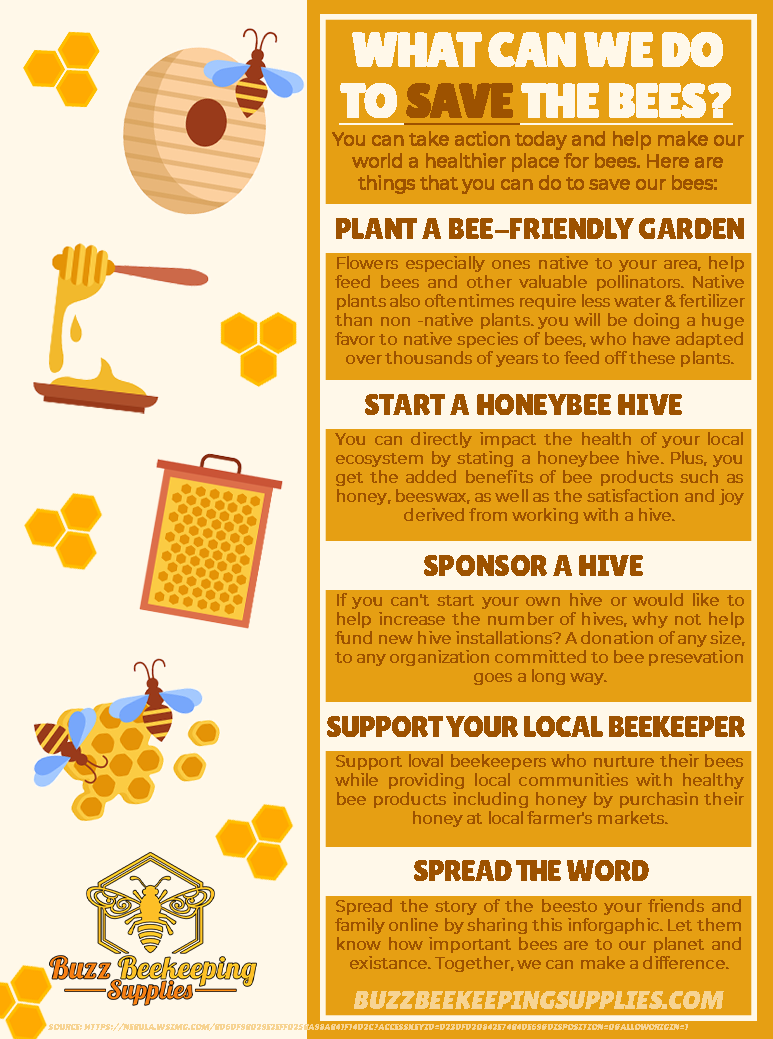 WHAT CAN WE DO
TO SAVE THE BEES?
You can take action today and help make our
world a healthier place for bees. Here are
things that you can do to save our bees:
PLANT A BEE-FRIENDLY GARDEN
Flowers especially ones native to your area, help
feed bees and other valuable pollinators. Native
plants also oftentimes require less water & fertilizer
than non -native plants. you will be doing a huge
favor to native species of bees, who have adapted
over thousands of years to feed off these plants.
START A HONEYBEE HIVE
You can directly impact the health of your local
ecosystem by stating a honeybee hive. Plus, you
get the added benefits of bee products such as
honey, beeswax, as well as the satisfaction and joy
derived from working with a hive.
SPONSOR A HIVE
If you can't start your own hive or would like to
help increase the number of hives, why not help
fund new hive installations? A donation of any size,
to any organization committed to bee presevation
goes a long way.
SUPPORT YOUR LOCAL BEEKEEPER
Support loval beekeepers who nurture their bees
while providing local communities with healthy
bee products including honey by purchasin their
honey at local farmer's markets.
SPREAD THE WORD
Spread the story of the beesto your friends and
family online by sharing this inforgaphic. Let them
know how important bees are to our planet and
existance. Together, we can make a difference.
BUZZBEEKEEPINGSUPPLIES.COM
Buzz Beekeeping
Supplies
SOURCE: